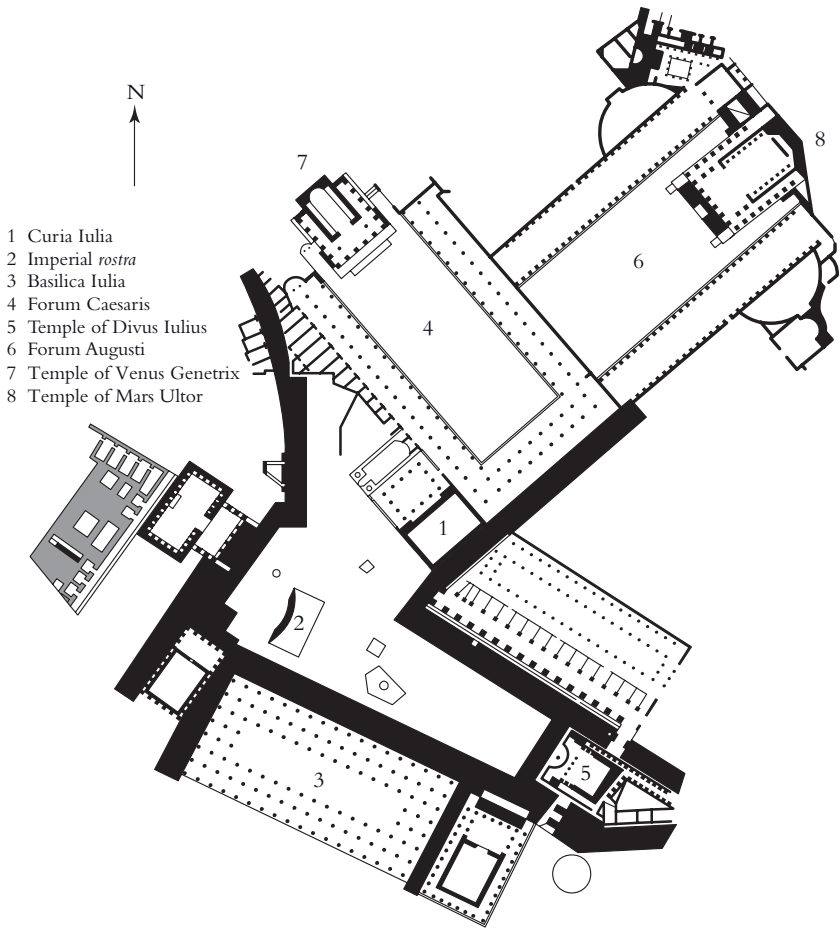 N
8
7
1 Curia Iulia
2 Imperial rostra
3 Basilica Iulia
4 Forum Caesaris
5 Temple of Divus Iulius
6 Forum Augusti
7 Temple of Venus Genetrix
8 Temple of Mars Ultor
6
4
1
2
3
5